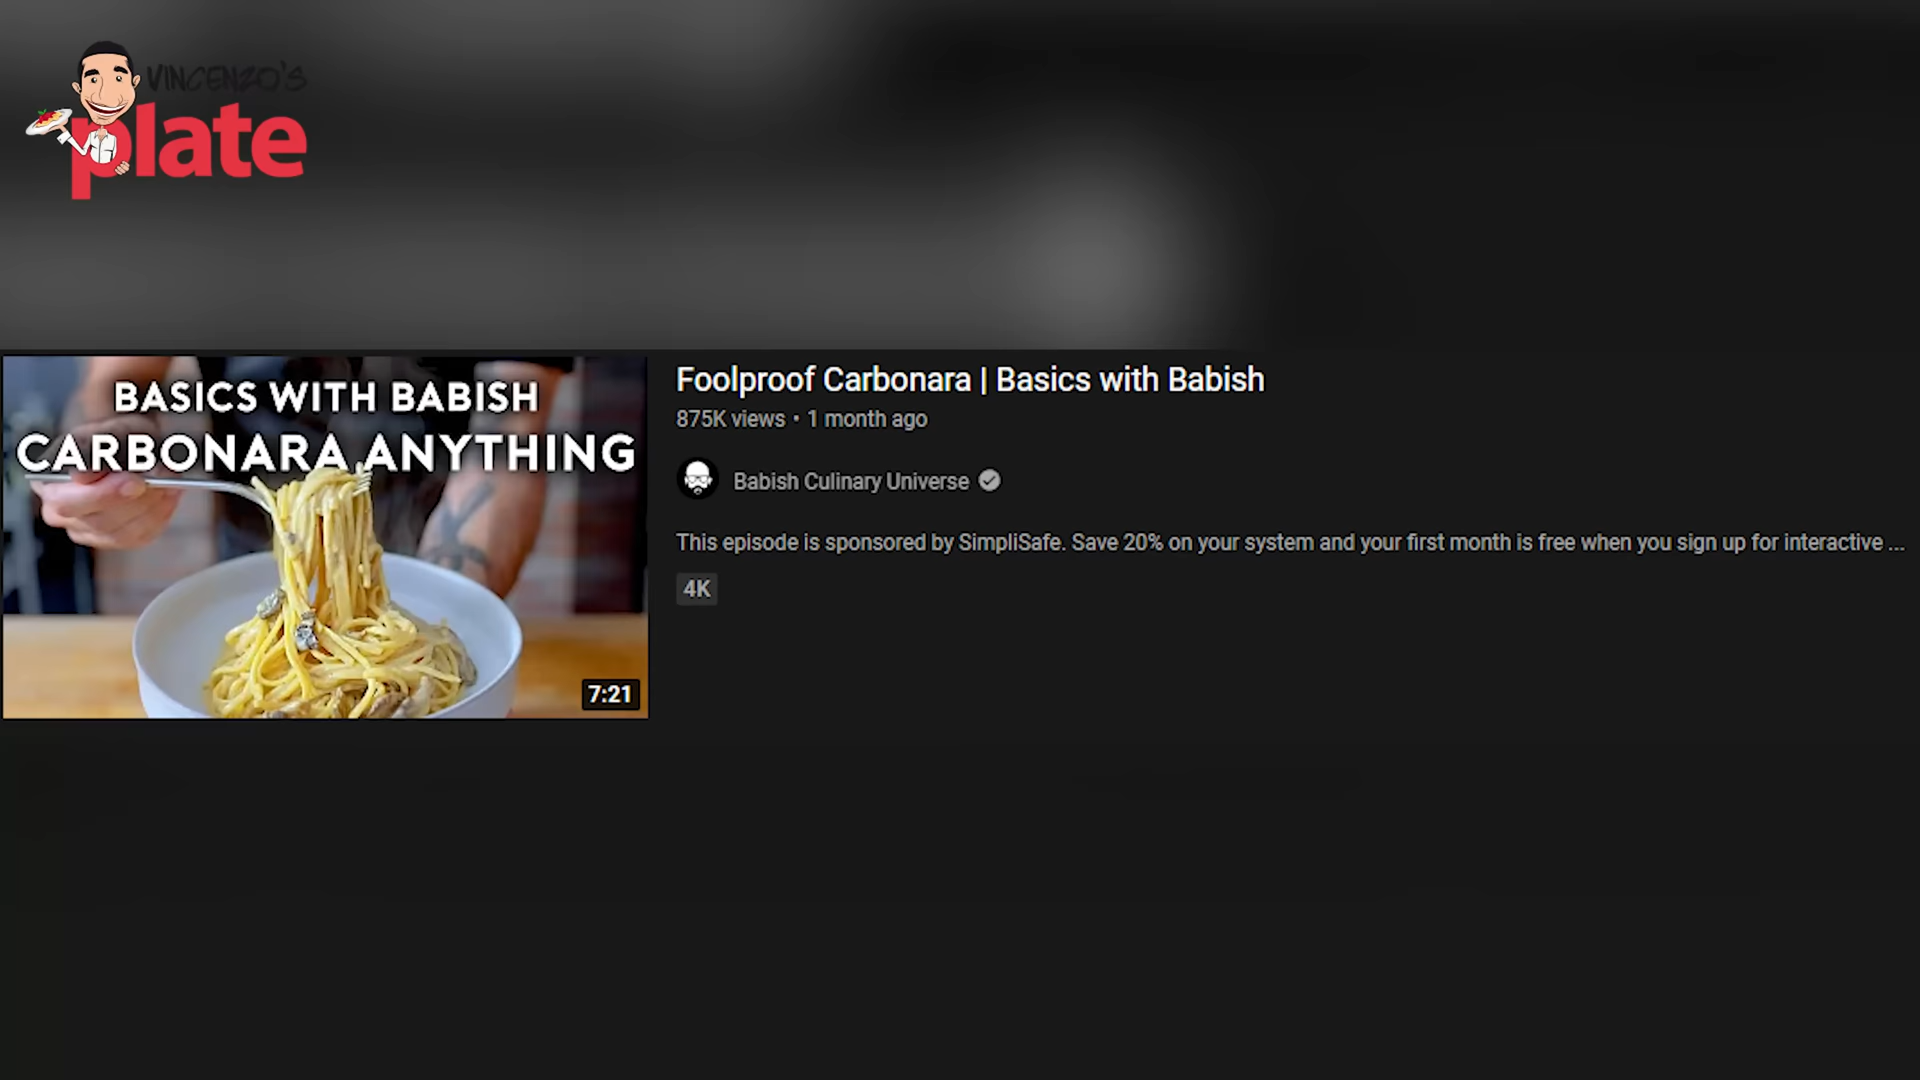 VINCENZO'S
plate
BASICS WITH BABISH
CARBONARA ANYTHING
7:21
Foolproof Carbonara | Basics with Babish
875K views • 1 month ago
Babish Culinary Universe
This episode is sponsored by SimpliSafe. Save 20% on your system and your first month is free when you sign up for interactive ...
4K